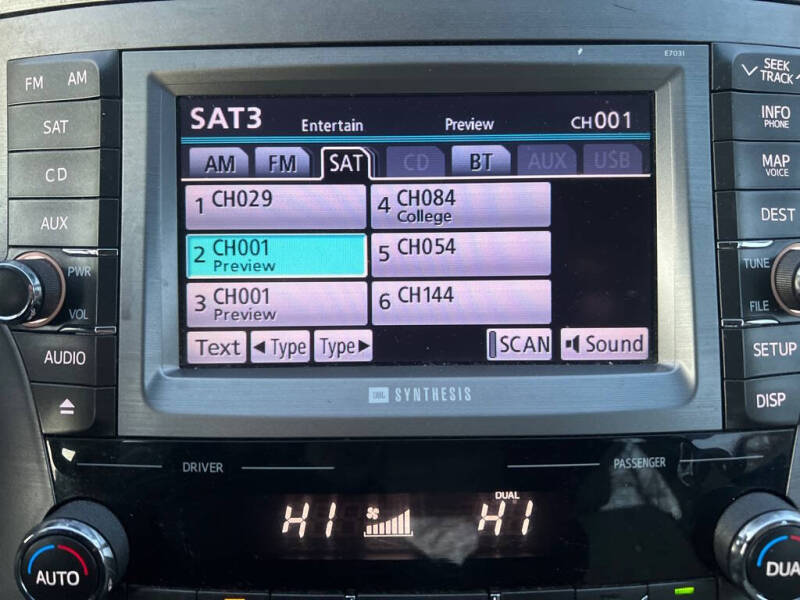 E7031
FM AM
SAT
CD
AUX
PWR
VOL
AUDIO
SAT3 Entertain Preview CH001
AM FM SAT CD BT AUX USB
1 CH029
2 CH001
Preview
3 CH001
Preview
4 CH084
College
5 CH054
6 CH144
Text ◀Type Type▶ SCAN Sound
JBL SYNTHESIS
SEEK
TRACK
INFO
PHONE
MAP
VOICE
DEST
TUNE
FILE
SETUP
DISP
DRIVER PASSENGER
HI DUAL HI
AUTO DUA